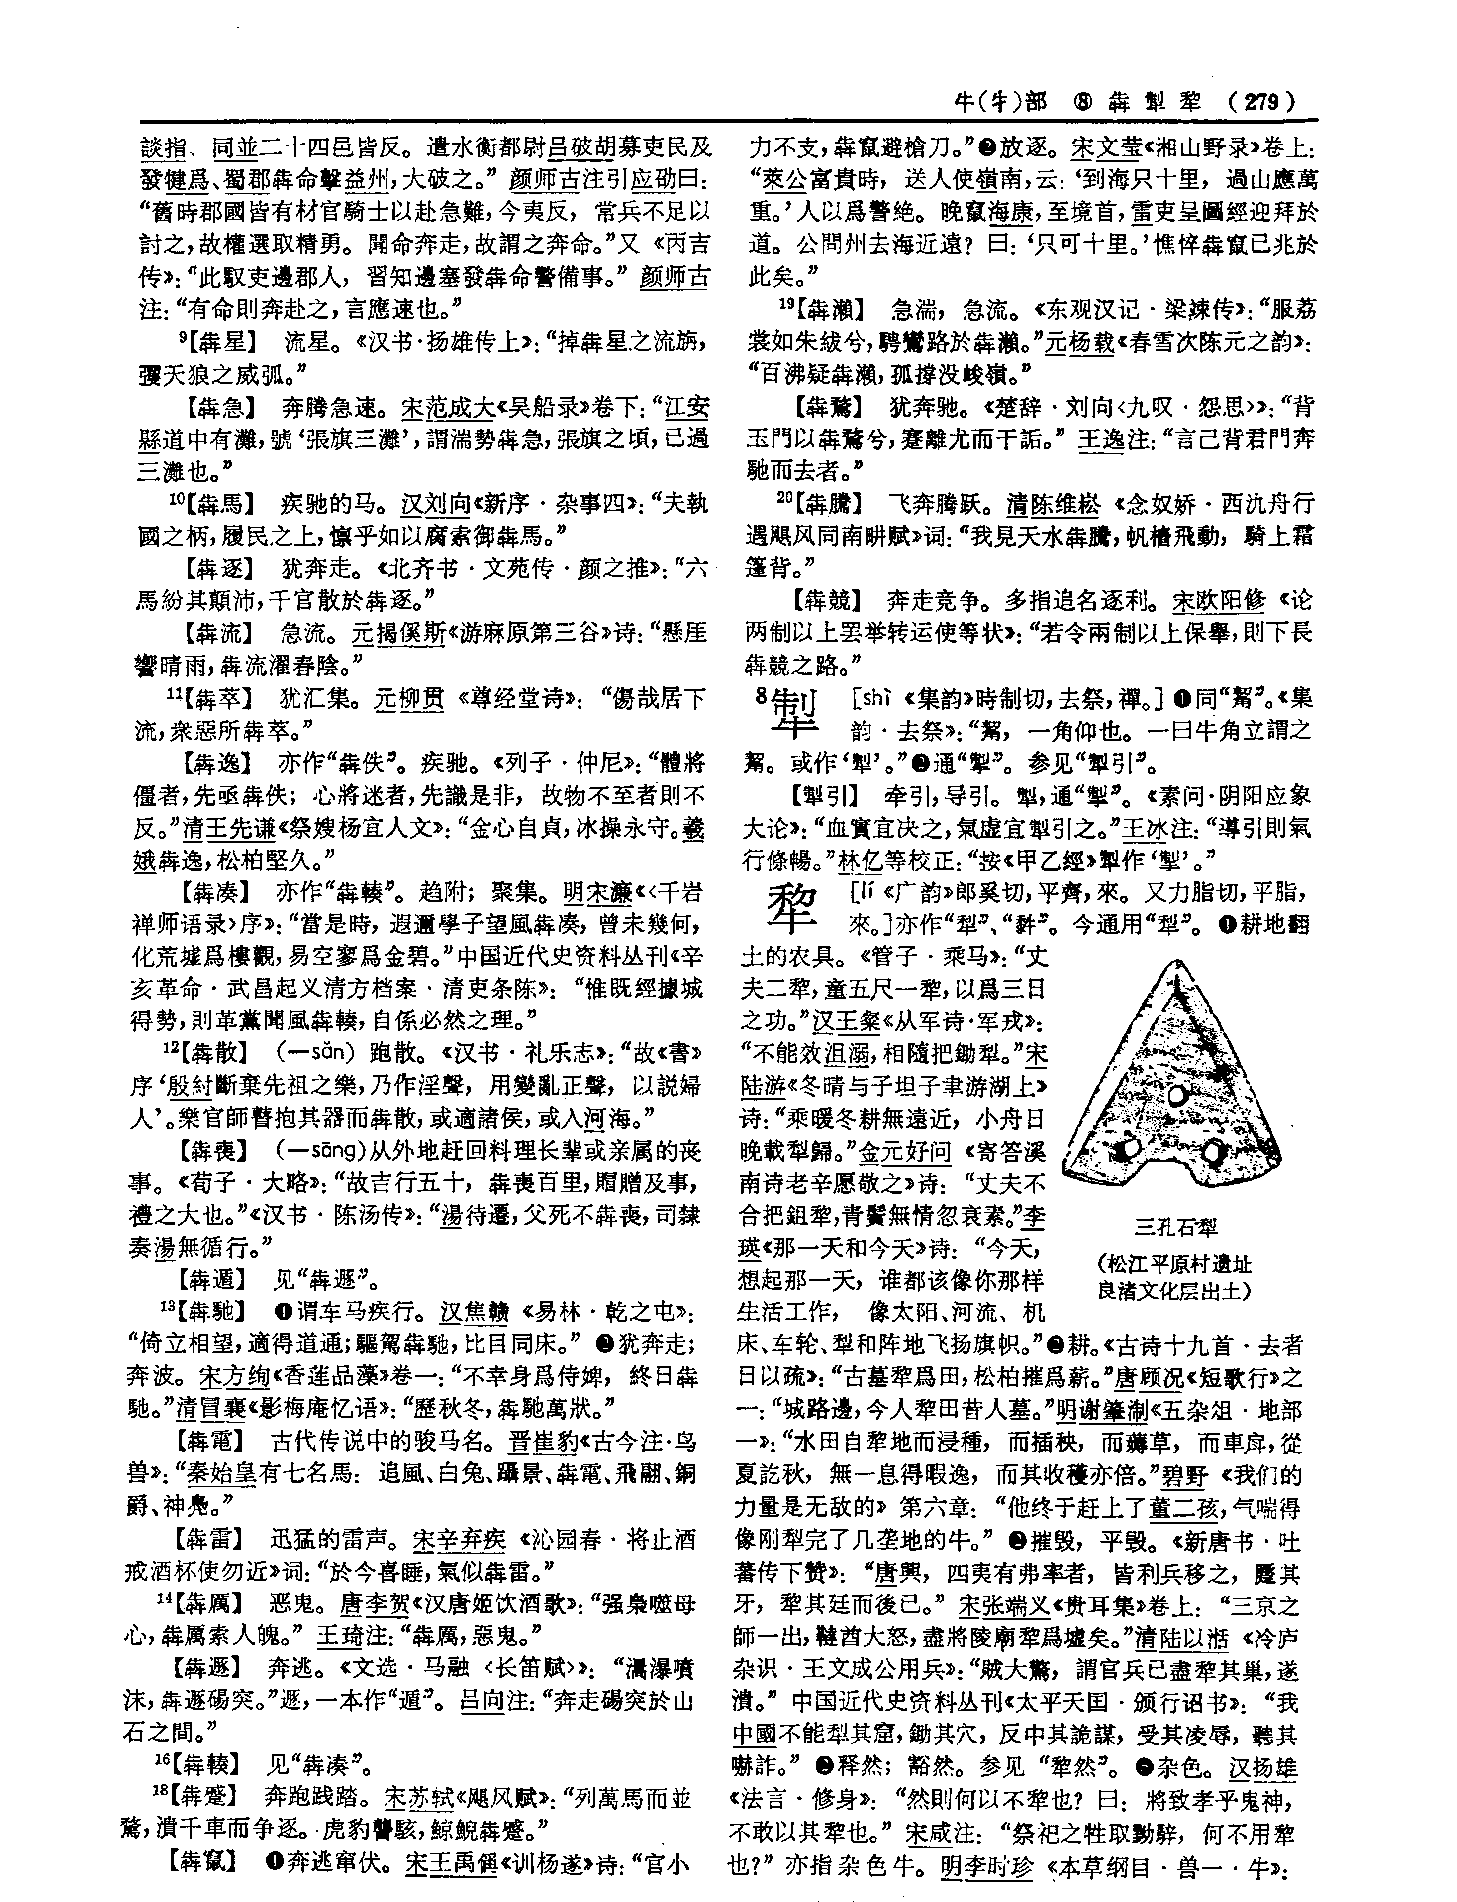 牛(牜)部 ⑧ 犇 犎 犂 (279)
談指、同並二十四邑皆反。遣水衡都尉吕破胡募吏民及
發犍爲、蜀郡犇命擊益州,大破之。”颜师古注引应劭曰:
“舊時郡國皆有材官騎士以赴急難,今夷反,常兵不足以
討之,故權選取精勇。聞命奔走,故謂之奔命。”又《丙吉
传》:“此馭吏邊郡人,習知邊塞發犇命警備事。”颜师古
注:“有命則奔赴之,言應速也。”
⁹【犇星】 流星。《汉书·扬雄传上》:“掉犇星之流旃,
彏天狼之威弧。”
【犇急】 奔腾急速。宋范成大《吴船录》卷下:“江安
縣道中有灘,號‘張旗三灘’,謂湍勢犇急,張旗之頃,已過
三灘也。”
¹⁰【犇馬】 疾驰的马。汉刘向《新序·杂事四》:“夫執
國之柄,履民之上,懔乎如以腐索御犇馬。”
【犇逐】 犹奔走。《北齐书·文苑传·颜之推》:“六
馬紛其顛沛,千官散於犇逐。”
【犇流】 急流。元揭傒斯《游麻原第三谷》诗:“懸厓
響晴雨,犇流濯春陰。”
¹¹【犇萃】 犹汇集。元柳贯《尊经堂诗》:“傷哉居下
流,衆惡所犇萃。”
【犇逸】 亦作“犇佚”。疾驰。《列子·仲尼》:“體將
僵者,先亟犇佚;心將迷者,先識是非,故物不至者則不
反。”清王先谦《祭嫂杨宜人文》:“金心自貞,冰操永守。羲
娥犇逸,松柏堅久。”
【犇凑】 亦作“犇輳”。趋附;聚集。明宋濂《〈千岩
禅师语录〉序》:“當是時,遐邇學子望風犇凑,曾未幾何,
化荒墟爲樓觀,易空寥爲金碧。”中国近代史资料丛刊《辛
亥革命·武昌起义清方档案·清吏条陈》:“惟既經據城
得勢,則革黨聞風犇輳,自係必然之理。”
¹²【犇散】 (—sǎn) 跑散。《汉书·礼乐志》:“故《書》
序‘殷紂斷棄先祖之樂,乃作淫聲,用變亂正聲,以説婦
人’。樂官師瞽抱其器而犇散,或適諸侯,或入河海。”
【犇喪】 (—sāng)从外地赶回料理长辈或亲属的丧
事。《荀子·大略》:“故吉行五十,犇喪百里,賵贈及事,
禮之大也。”《汉书·陈汤传》:“湯待遷,父死不犇喪,司隸
奏湯無循行。”
【犇遁】 见“犇遯”。
¹³【犇馳】 ❶谓车马疾行。汉焦赣《易林·乾之屯》:
“倚立相望,適得道通;驅駕犇馳,比目同床。”❷犹奔走;
奔波。宋方绚《香莲品藻》卷一:“不幸身爲侍婢,終日犇
馳。”清冒襄《影梅庵忆语》:“歷秋冬,犇馳萬狀。”
【犇電】 古代传说中的骏马名。晋崔豹《古今注·鸟
兽》:“秦始皇有七名馬:追風、白兔、躡景、犇電、飛翮、銅
爵、神鳧。”
【犇雷】 迅猛的雷声。宋辛弃疾《沁园春·将止酒
戒酒杯使勿近》词:“於今喜睡,氣似犇雷。”
¹⁴【犇厲】 恶鬼。唐李贺《汉唐姬饮酒歌》:“强梟噬母
心,犇厲索人魄。”王琦注:“犇厲,惡鬼。”
【犇遯】 奔逃。《文选·马融〈长笛赋〉》:“濆瀑噴
沫,犇遯碭突。”遯,一本作“遁”。吕向注:“奔走碭突於山
石之間。”
¹⁶【犇輳】 见“犇凑”。
¹⁸【犇蹙】 奔跑践踏。宋苏轼《飓风赋》:“列萬馬而並
騖,潰千車而争逐。虎豹讋駭,鯨鯢犇蹙。”
【犇竄】 ❶奔逃窜伏。宋王禹偁《训杨遂》诗:“官小
力不支,犇竄避槍刀。”❷放逐。宋文莹《湘山野录》卷上:
“萊公富貴時,送人使嶺南,云:‘到海只十里,過山應萬
重。’人以爲警绝。晚竄海康,至境首,雷吏呈圖經迎拜於
道。公問州去海近遠?曰:‘只可十里。’憔悴犇竄已兆於
此矣。”
¹⁹【犇瀨】 急湍,急流。《东观汉记·梁竦传》:“服荔
裳如朱紱兮,騁鸞路於犇瀨。”元杨载《春雪次陈元之韵》:
“百沸疑犇瀨,孤撑没峻嶺。”
【犇騖】 犹奔驰。《楚辞·刘向〈九叹·怨思〉》:“背
玉門以犇騖兮,蹇離尤而干詬。”王逸注:“言己背君門奔
馳而去者。”
²⁰【犇騰】 飞奔腾跃。清陈维崧《念奴娇·西氿舟行
遇飓风同南畊赋》词:“我見天水犇騰,帆檣飛動,騎上霜
篷背。”
【犇競】 奔走竞争。多指追名逐利。宋欧阳修《论
两制以上罢举转运使等状》:“若令兩制以上保舉,則下長
犇競之路。”
⁸㸷 [shì《集韵》時制切,去祭,禪。]❶同“觢”。《集
韵·去祭》:“觢,一角仰也。一曰牛角立謂之
觢。或作‘㸷’。”❷通“掣”。参见“㸷引”。
【㸷引】 牵引,导引。㸷,通“掣”。《素问·阴阳应象
大论》:“血實宜决之,氣虚宜㸷引之。”王冰注:“導引則氣
行條暢。”林亿等校正:“按《甲乙經》㸷作‘掣’。”
犂 [lí《广韵》郎奚切,平齊,來。又力脂切,平脂,
來。]亦作“犁”、“𤛿”。今通用“犁”。❶耕地翻
土的农具。《管子·乘马》:“丈
夫二犂,童五尺一犂,以爲三日
之功。”汉王粲《从军诗·军戎》:
“不能效沮溺,相隨把鋤犁。”宋
陆游《冬晴与子坦子聿游湖上》
诗:“乘暖冬耕無遠近,小舟日
晚載犁歸。”金元好问《寄答溪
南诗老辛愿敬之》诗:“丈夫不
合把鉏犂,青鬢無情忽衰素。”李
瑛《那一天和今天》诗:“今天,
想起那一天,谁都该像你那样
生活工作,像太阳、河流、机
床、车轮、犁和阵地飞扬旗帜。”❷耕。《古诗十九首·去者
日以疏》:“古墓犂爲田,松柏摧爲薪。”唐顾况《短歌行》之
一:“城路邊,今人犂田昔人墓。”明谢肇淛《五杂俎·地部
一》:“水田自犂地而浸種,而插秧,而薅草,而車戽,從
夏訖秋,無一息得暇逸,而其收穫亦倍。”碧野《我们的
力量是无敌的》第六章:“他终于赶上了董二孩,气喘得
像刚犁完了几垄地的牛。”❸摧毁,平毁。《新唐书·吐
蕃传下赞》:“唐興,四夷有弗率者,皆利兵移之,蹷其
牙,犂其廷而後已。”宋张端义《贵耳集》卷上:“三京之
師一出,韃酋大怒,盡將陵廟犂爲墟矣。”清陆以湉《冷庐
杂识·王文成公用兵》:“賊大驚,謂官兵已盡犂其巢,遂
潰。”中国近代史资料丛刊《太平天国·颁行诏书》:“我
中國不能犁其窟,鋤其穴,反中其詭謀,受其凌辱,聽其
嚇詐。”❹释然;豁然。参见“犂然”。❺杂色。汉扬雄
《法言·修身》:“然則何以不犂也?曰:將致孝乎鬼神,
不敢以其犂也。”宋咸注:“祭祀之牲取騂,何不用犂
也?”亦指杂色牛。明李时珍《本草纲目·兽一·牛》:
三孔石犂
(松江平原村遗址
良渚文化层出土)